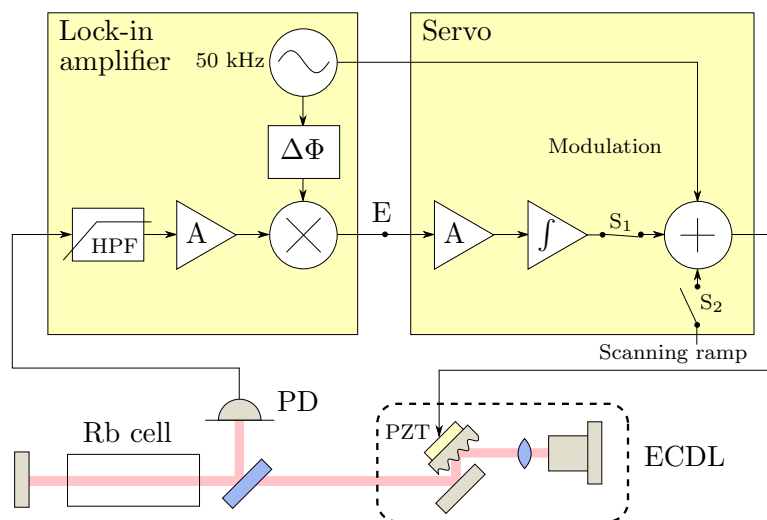 Lock-in
amplifier
50 kHz
Servo
ΔΦ
Modulation
HPF
A
E
A
∫
S1
S2
Scanning ramp
PD
Rb cell
PZT
ECDL